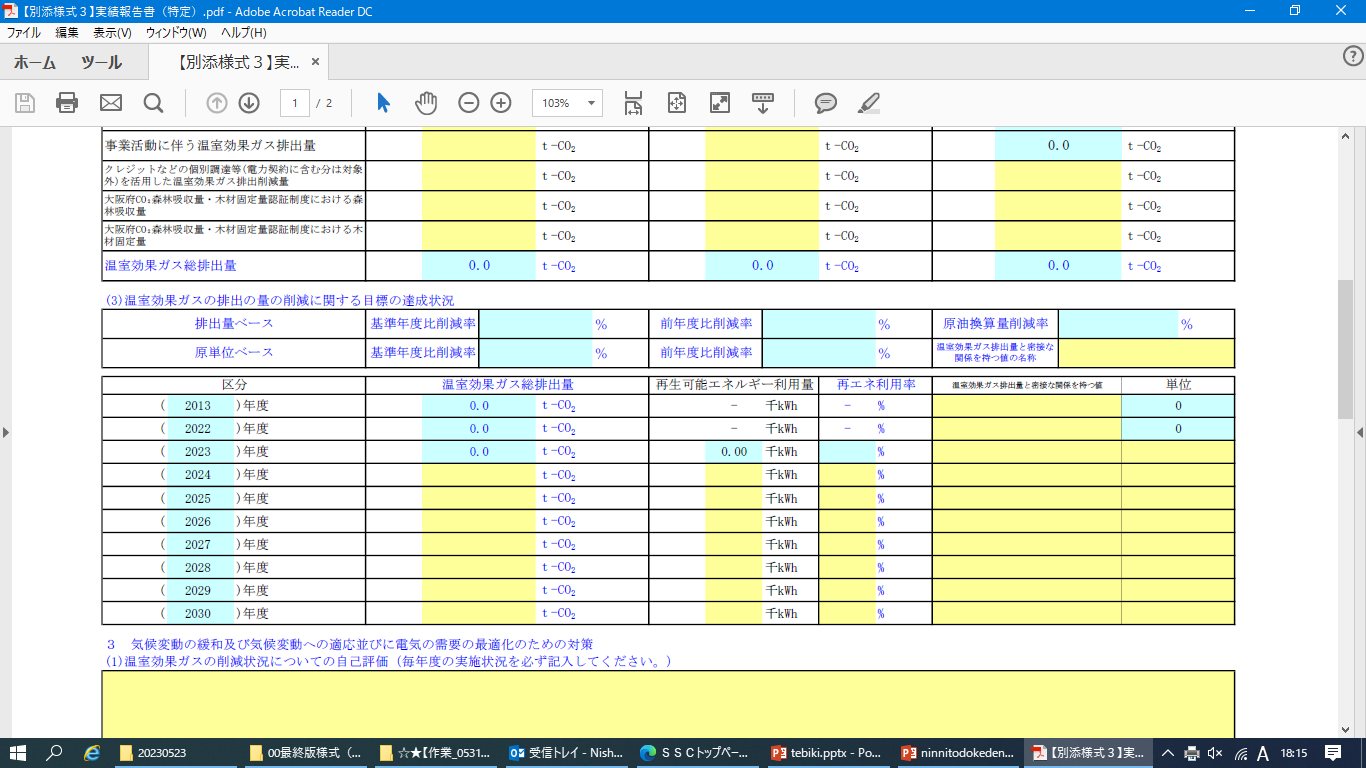 【別添様式３】実績報告書（特定）.pdf - Adobe Acrobat Reader DC
ファイル 編集 表示(V) ウィンドウ(W) ヘルプ(H)
ホーム ツール 【別添様式３】実... ×
1 / 2 103%
事業活動に伴う温室効果ガス排出量 ｔ-CO₂ ｔ-CO₂ 0.0 ｔ-CO₂
クレジットなどの個別調達等(電力契約に含む分は対象
外)を活用した温室効果ガス排出削減量 ｔ-CO₂ ｔ-CO₂ ｔ-CO₂
大阪府CO₂森林吸収量・木材固定量認証制度における森
林吸収量 ｔ-CO₂ ｔ-CO₂ ｔ-CO₂
大阪府CO₂森林吸収量・木材固定量認証制度における木
材固定量 ｔ-CO₂ ｔ-CO₂ ｔ-CO₂
温室効果ガス総排出量 0.0 ｔ-CO₂ 0.0 ｔ-CO₂ 0.0 ｔ-CO₂
(3)温室効果ガスの排出の量の削減に関する目標の達成状況
排出量ベース 基準年度比削減率 % 前年度比削減率 % 原油換算量削減率 %
原単位ベース 基準年度比削減率 % 前年度比削減率 % 温室効果ガス排出量と密接な
関係を持つ値の名称
区分 温室効果ガス総排出量 再生可能エネルギー利用量 再エネ利用率 温室効果ガス排出量と密接な関係を持つ値 単位
( 2013 )年度 0.0 ｔ-CO₂ - 千kWh - % 0
( 2022 )年度 0.0 ｔ-CO₂ - 千kWh - % 0
( 2023 )年度 0.0 ｔ-CO₂ 0.00 千kWh %
( 2024 )年度 ｔ-CO₂ 千kWh %
( 2025 )年度 ｔ-CO₂ 千kWh %
( 2026 )年度 ｔ-CO₂ 千kWh %
( 2027 )年度 ｔ-CO₂ 千kWh %
( 2028 )年度 ｔ-CO₂ 千kWh %
( 2029 )年度 ｔ-CO₂ 千kWh %
( 2030 )年度 ｔ-CO₂ 千kWh %
３　気候変動の緩和及び気候変動への適応並びに電気の需要の最適化のための対策
(1)温室効果ガスの削減状況についての自己評価（毎年度の実施状況を必ず記入してください。）
20230523 00最終版様式（... ☆★【作業_0531... 受信トレイ - Nish... ＳＳＣトップペー... tebiki.pptx - Po... ninnitodokeden... 【別添様式３】実... A 18:15